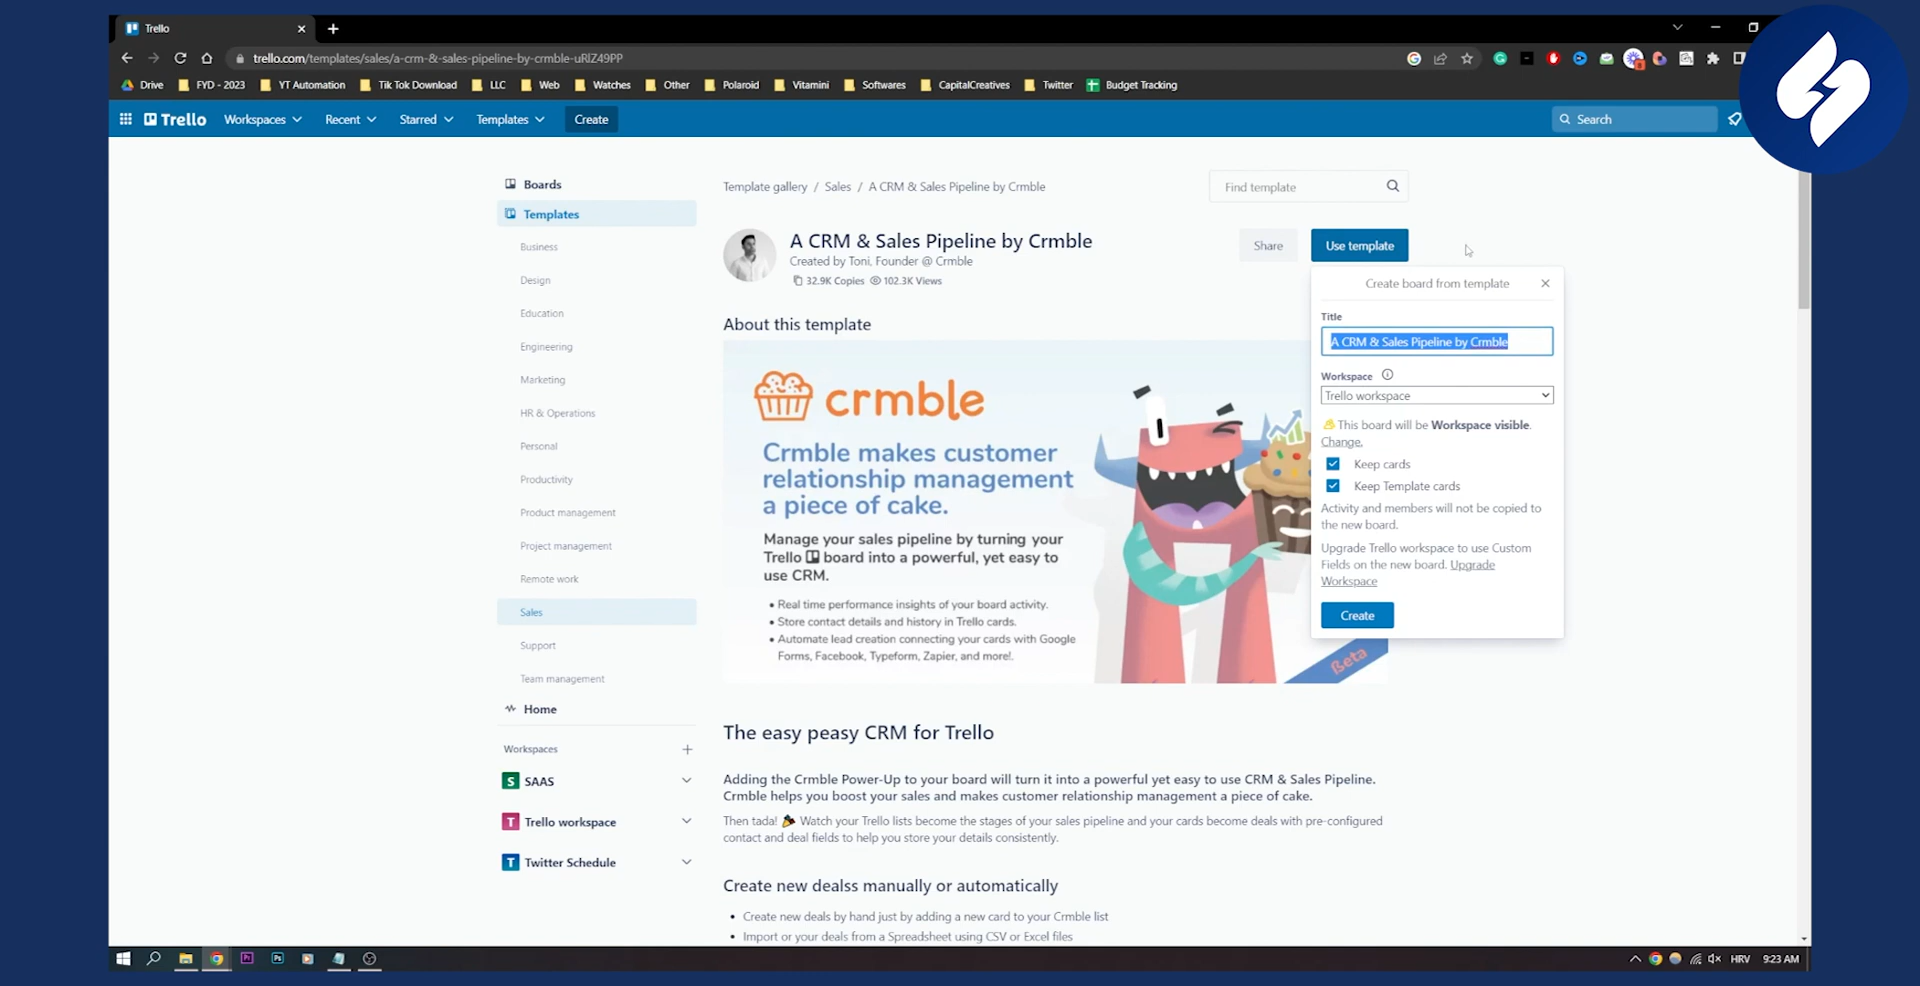 Trello
trello.com/templates/sales/a-crm-&-sales-pipeline-by-crmble-uRIZ49PP
Drive FYD - 2023 YT Automation Tik Tok Download LLC Web Watches Other Polaroid Vitamini Softwares CapitalCreatives Twitter Budget Tracking
Trello Workspaces Recent Starred Templates Create Search
Boards
Templates
Business
Design
Education
Engineering
Marketing
HR & Operations
Personal
Productivity
Product management
Project management
Remote work
Sales
Support
Team management
Home
Workspaces
S SAAS
T Trello workspace
T Twitter Schedule
Template gallery / Sales / A CRM & Sales Pipeline by Crmble
Find template
A CRM & Sales Pipeline by Crmble
Created by Toni, Founder @ Crmble
32.9K Copies 102.3K Views
Share
Use template
About this template
crmble
Crmble makes customer
relationship management
a piece of cake.
Manage your sales pipeline by turning your
Trello board into a powerful, yet easy to
use CRM.
• Real time performance insights of your board activity.
• Store contact details and history in Trello cards.
• Automate lead creation connecting your cards with Google
Forms, Facebook, Typeform, Zapier, and more!.
Beta
Create board from template
Title
A CRM & Sales Pipeline by Crmble
Workspace
Trello workspace
This board will be Workspace visible.
Change.
Keep cards
Keep Template cards
Activity and members will not be copied to
the new board.
Upgrade Trello workspace to use Custom
Fields on the new board. Upgrade
Workspace
Create
The easy peasy CRM for Trello
Adding the Crmble Power-Up to your board will turn it into a powerful yet easy to use CRM & Sales Pipeline.
Crmble helps you boost your sales and makes customer relationship management a piece of cake.
Then tada! Watch your Trello lists become the stages of your sales pipeline and your cards become deals with pre-configured
contact and deal fields to help you store your details consistently.
Create new dealss manually or automatically
• Create new deals by hand just by adding a new card to your Crmble list
• Import or your deals from a Spreadsheet using CSV or Excel files
Pr Ps
HRV 9:23 AM